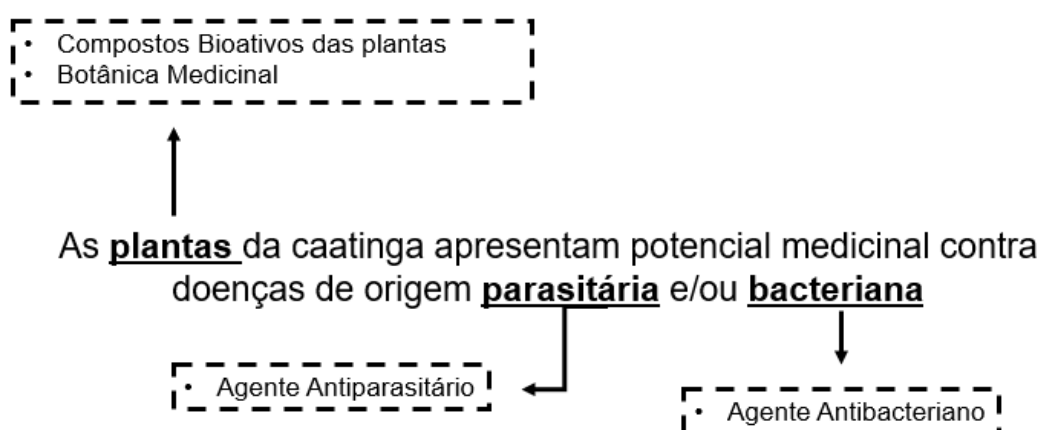 • Compostos Bioativos das plantas
• Botânica Medicinal
As plantas da caatinga apresentam potencial medicinal contra
doenças de origem parasitária e/ou bacteriana
• Agente Antiparasitário
• Agente Antibacteriano